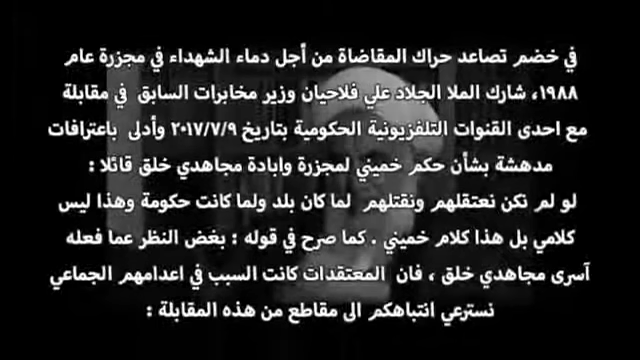 في خضم تصاعد حراك المقاضاة من أجل دماء الشهداء في مجزرة عام
١٩٨٨، شارك الملا الجلاد علي فلاحيان وزير مخابرات السابق في مقابلة
مع احدى القنوات التلفزيونية الحكومية بتاريخ ٢٠١٧/٧/٩ وأدلى باعترافات
مدهشة بشأن حكم خميني لمجزرة وابادة مجاهدي خلق قائلا :
لو لم نكن نعتقلهم ونقتلهم لما كان بلد ولما كانت حكومة وهذا ليس
كلامي بل هذا كلام خميني . كما صرح في قوله : بغض النظر عما فعله
آسرى مجاهدي خلق ، فان المعتقدات كانت السبب في اعدامهم الجماعي
نسترعي انتباهكم الى مقاطع من هذه المقابلة :